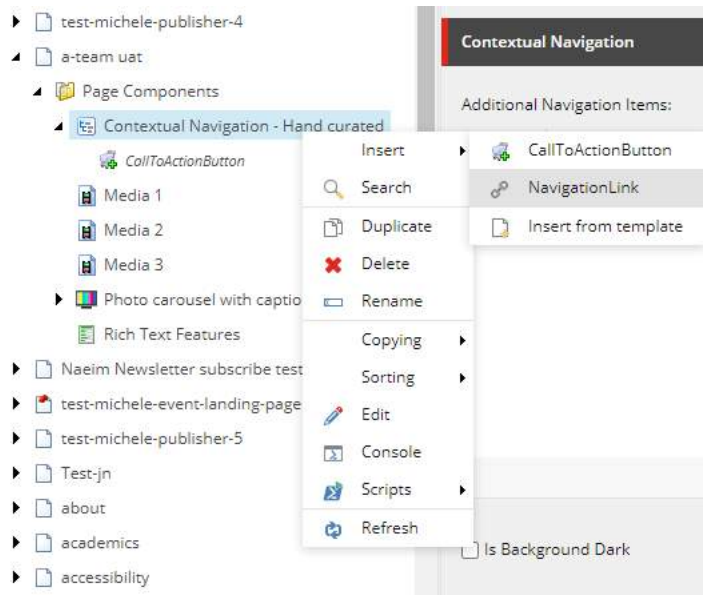 test-michele-publisher-4
a-team uat
Page Components
Contextual Navigation - Hand curated
CallToActionButton
Media 1
Media 2
Media 3
Photo carousel with captio
Rich Text Features
Naeim Newsletter subscribe test
test-michele-event-landing-page
test-michele-publisher-5
Test-jn
about
academics
accessibility
Insert
Search
Duplicate
Delete
Rename
Copying
Sorting
Edit
Console
Scripts
Refresh
CallToActionButton
NavigationLink
Insert from template
Contextual Navigation
Additional Navigation Items:
Is Background Dark